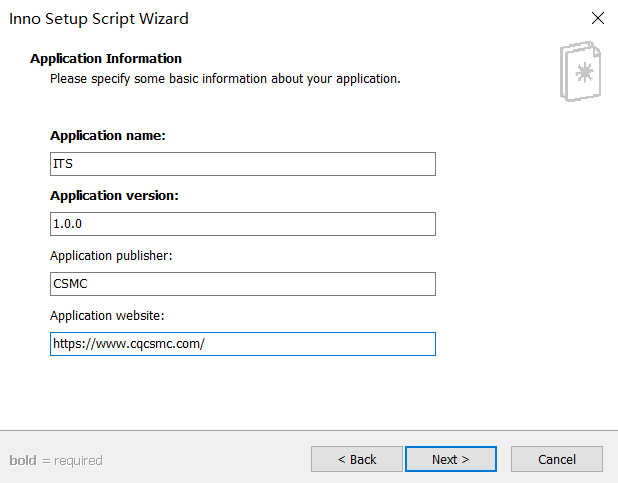 Inno Setup Script Wizard
Application Information
Please specify some basic information about your application.
Application name:
ITS
Application version:
1.0.0
Application publisher:
CSMC
Application website:
https://www.cqcsmc.com/
bold = required
< Back
Next >
Cancel